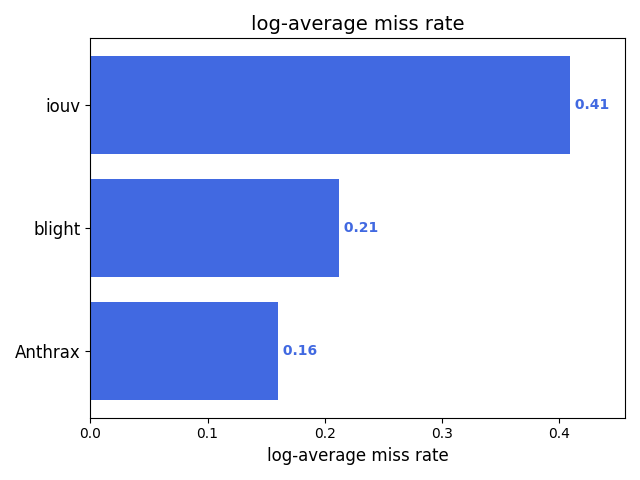 log-average miss rate
iouv
0.41
blight
0.21
Anthrax
0.16
0.0 0.1 0.2 0.3 0.4
log-average miss rate